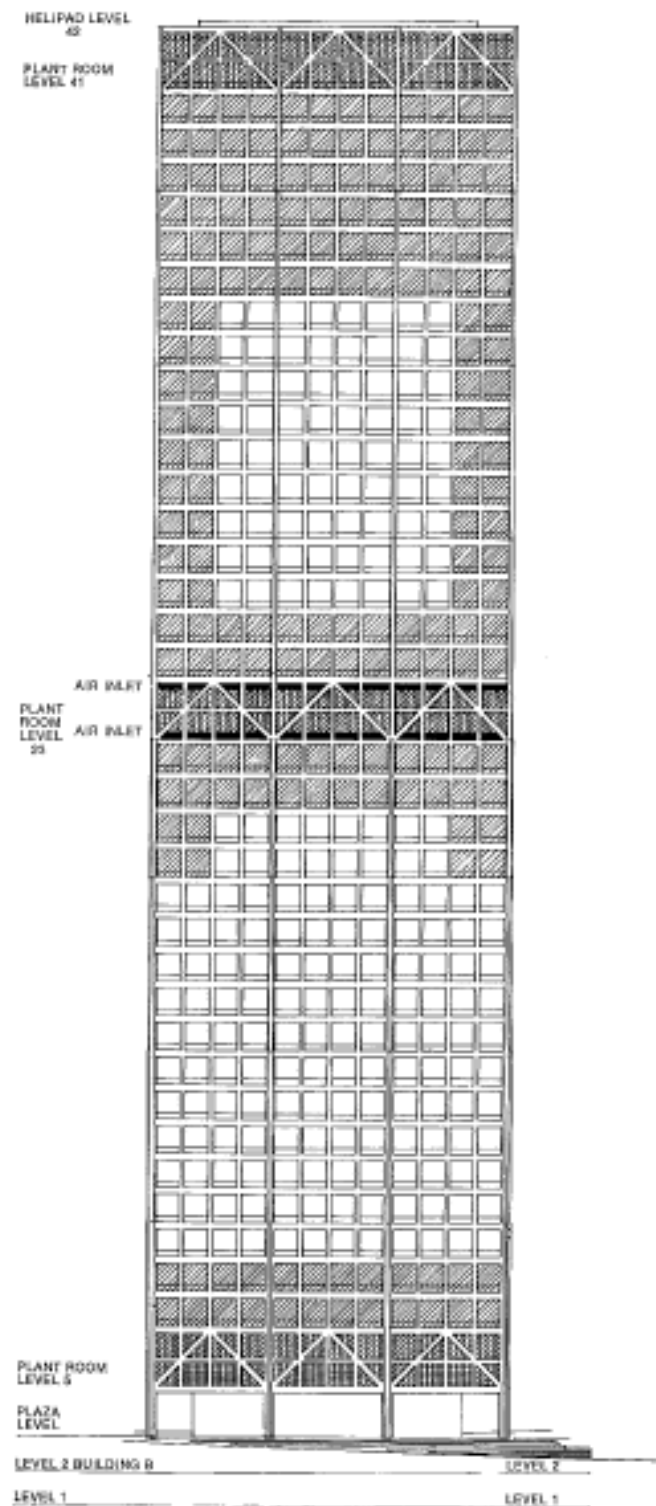 HELIPAD LEVEL
42
PLANT ROOM
LEVEL 41
AIR INLET
PLANT
ROOM
LEVEL
AIR INLET
PLANT ROOM
LEVEL 5
PLAZA
LEVEL
LEVEL 2 BUILDING B
LEVEL 2
LEVEL 1
LEVEL 1